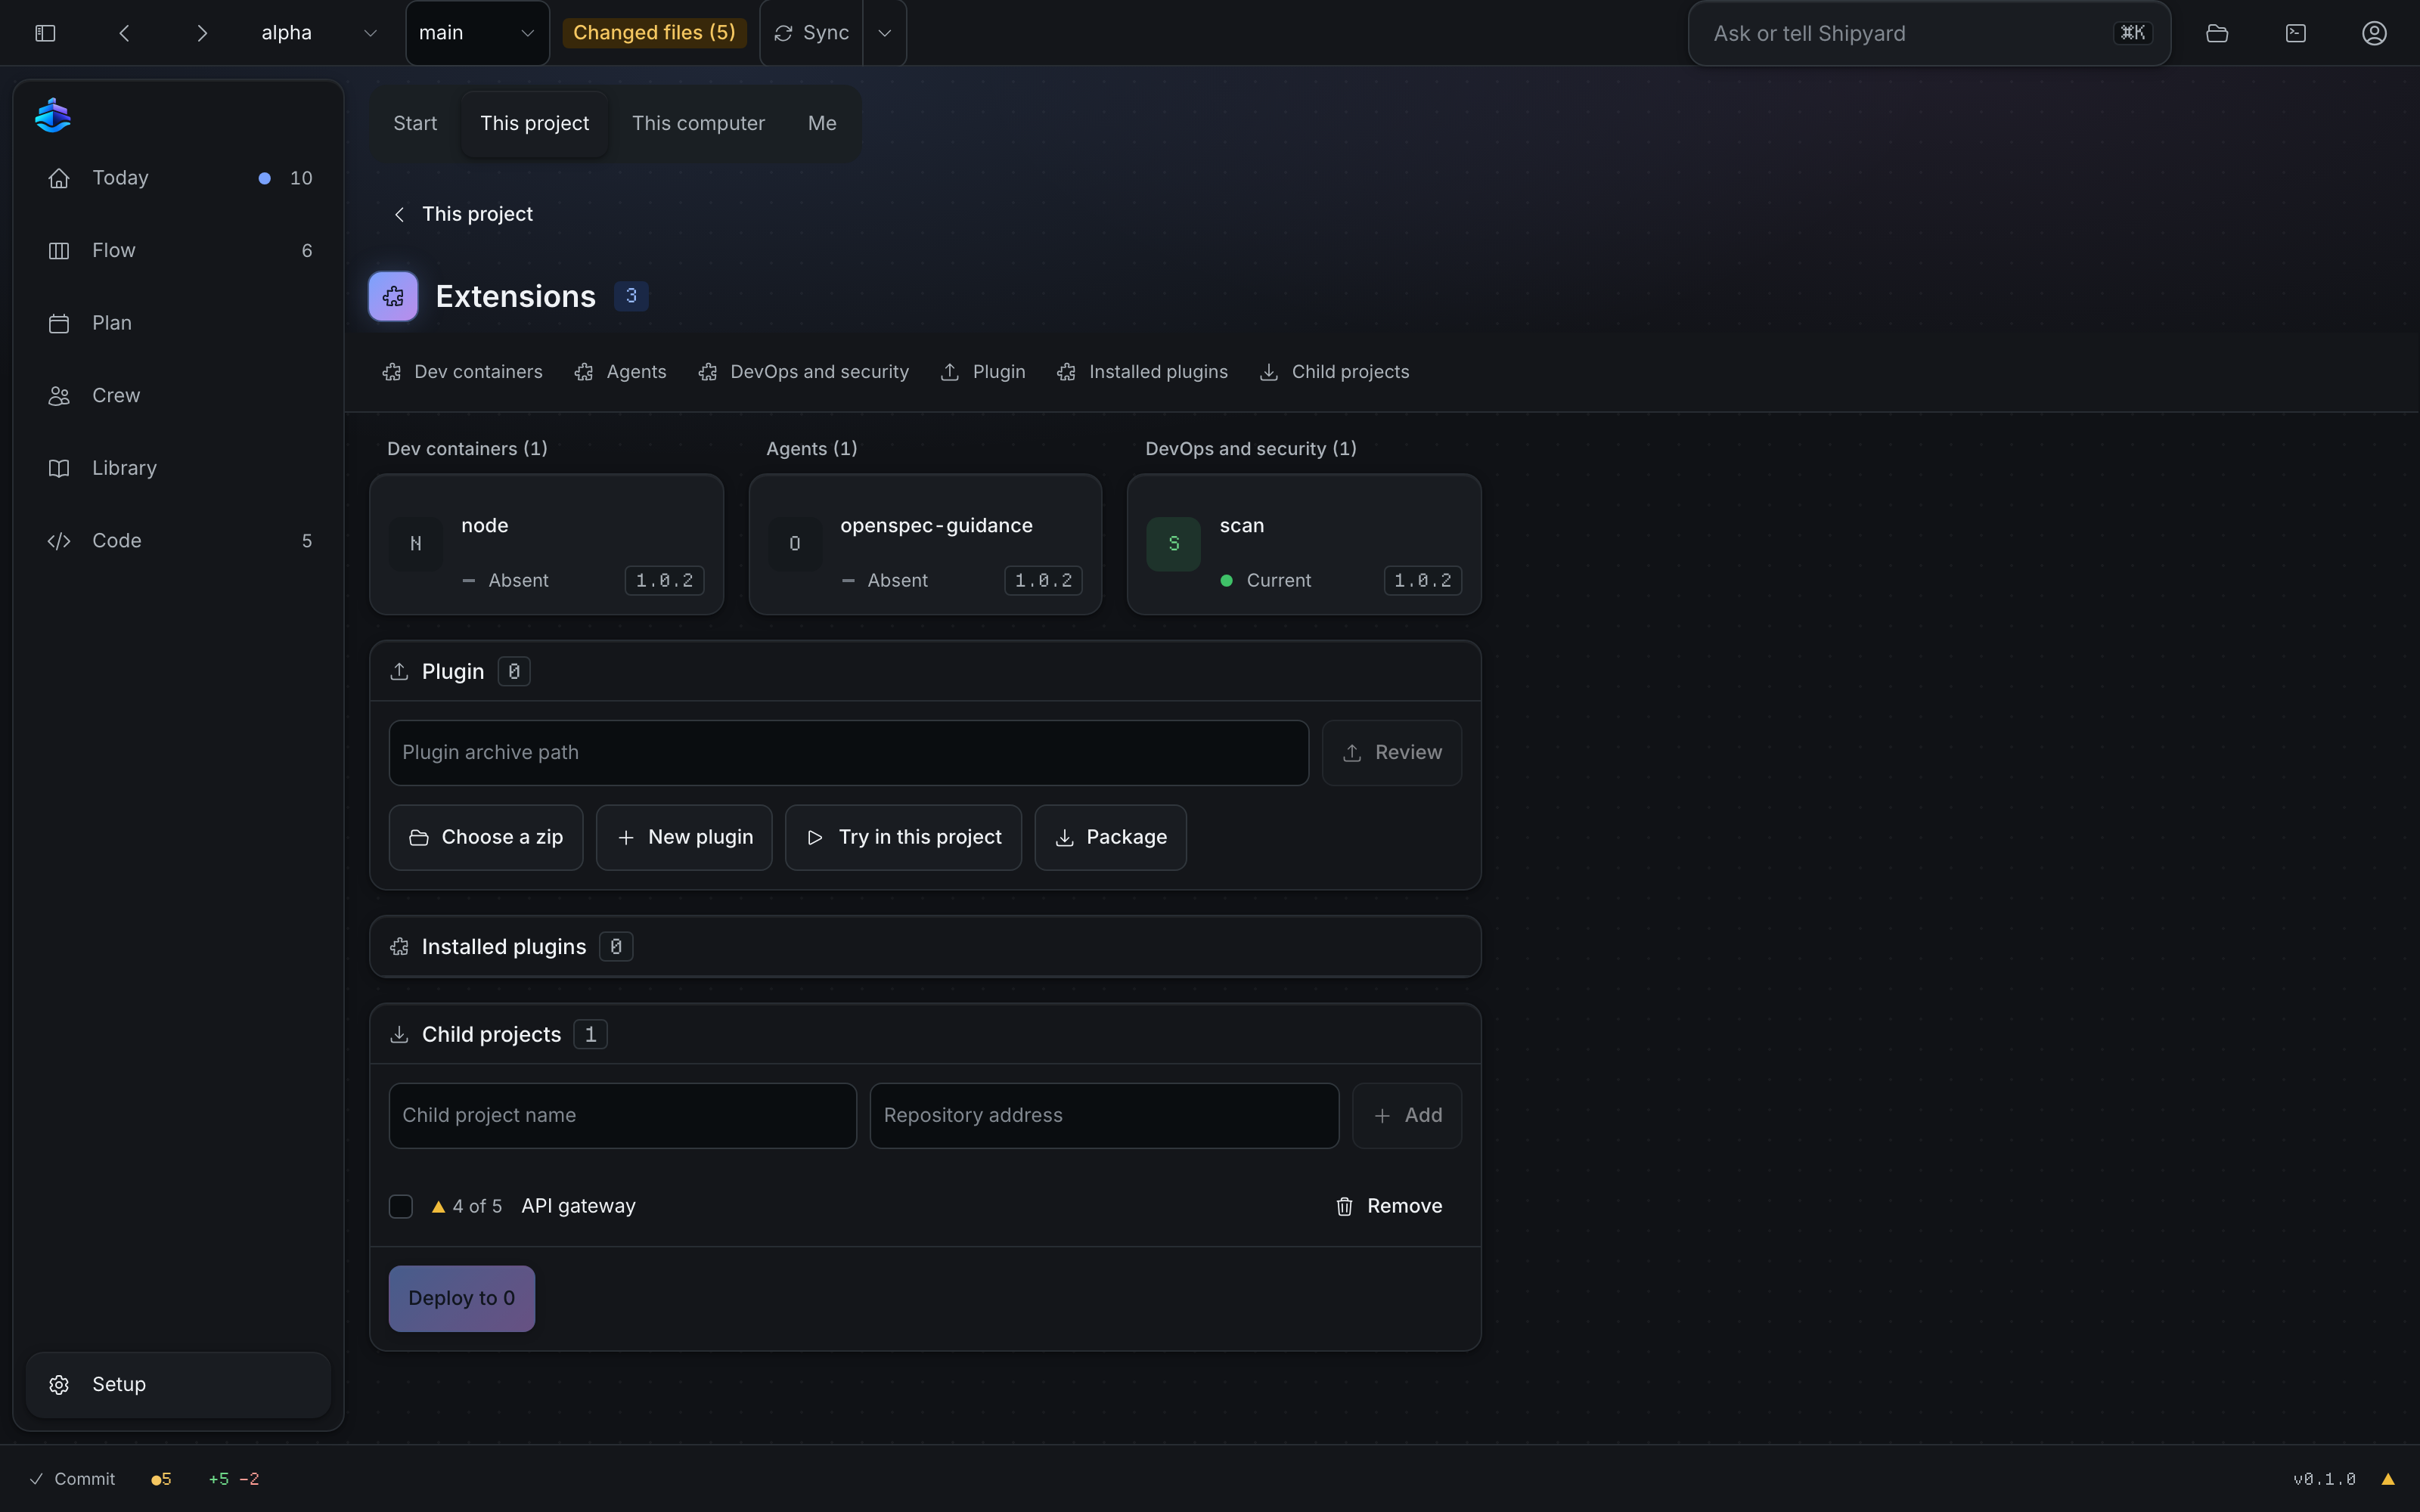 alpha
main
Changed files (5)
Sync
Ask or tell Shipyard
⌘K
Start
This project
This computer
Me
Today
10
Flow
6
Plan
Crew
Library
Code
5
Setup
This project
Extensions
3
Dev containers
Agents
DevOps and security
Plugin
Installed plugins
Child projects
Dev containers (1)
Agents (1)
DevOps and security (1)
N
node
Absent
1.0.2
O
openspec-guidance
Absent
1.0.2
S
scan
Current
1.0.2
Plugin
0
Plugin archive path
Review
Choose a zip
New plugin
Try in this project
Package
Installed plugins
0
Child projects
1
Child project name
Repository address
Add
4 of 5
API gateway
Remove
Deploy to 0
Commit
5
+5 -2
v0.1.0